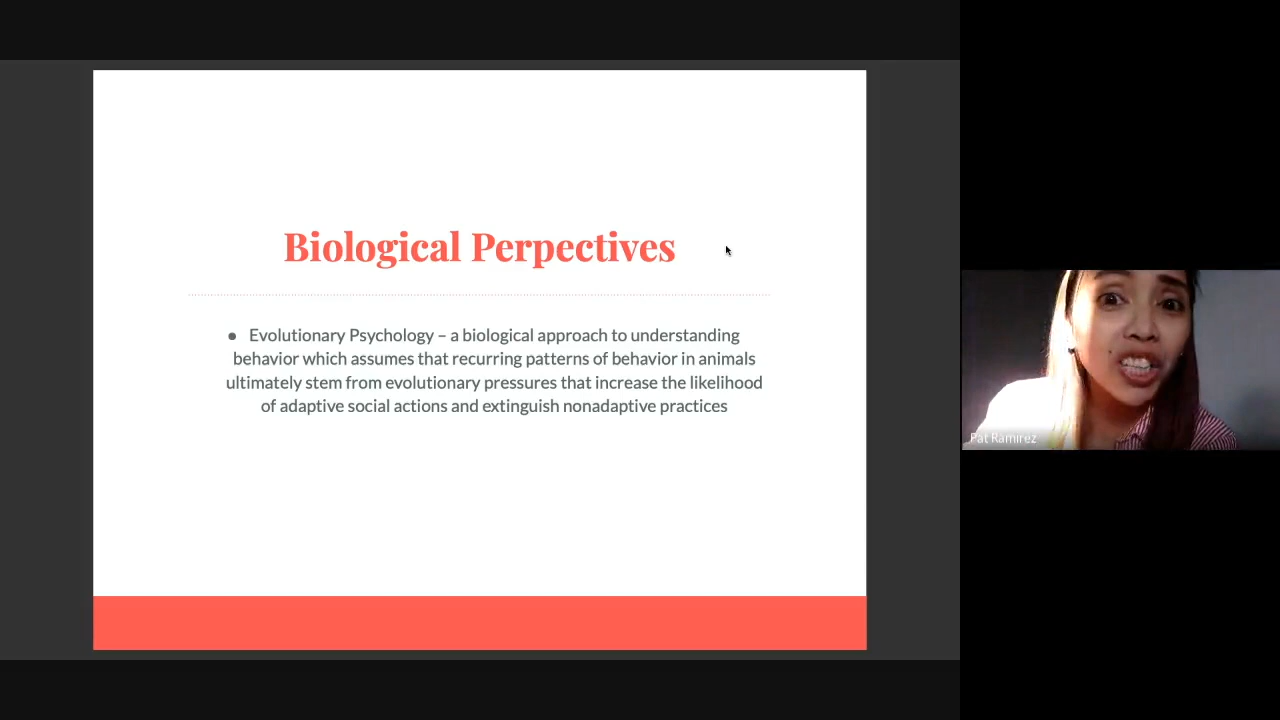 Biological Perpectives
● Evolutionary Psychology – a biological approach to understanding
behavior which assumes that recurring patterns of behavior in animals
ultimately stem from evolutionary pressures that increase the likelihood
of adaptive social actions and extinguish nonadaptive practices
Pat Ramirez